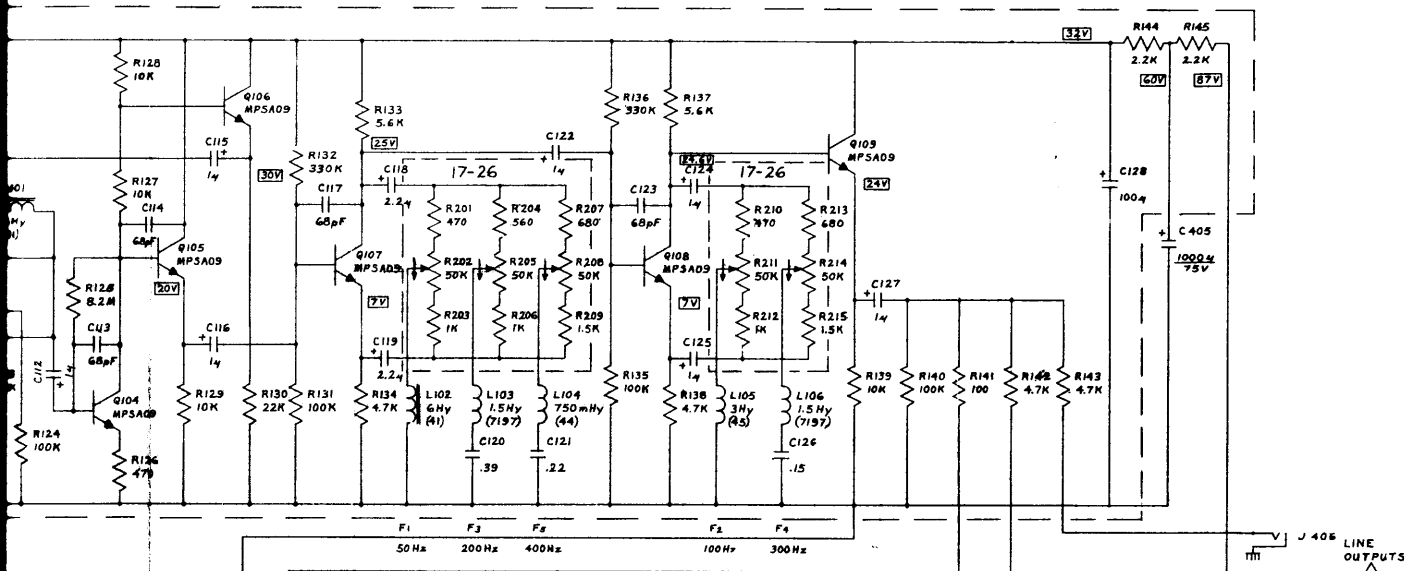 R144
R145
32V
2.2K
2.2K
60V
87V
R128
10K
Q106
MPSA09
R133
5.6K
R136
330K
R137
5.6K
25V
C122
1μ
Q109
MPSA09
C115
+
1μ
R132
330K
30V
24.6V
24V
C118
+
2.2μ
17-26
C124
+
1μ
17-26
C128
+
100μ
R127
10K
C114
68pF
C117
68pF
C123
68pF
R201
470
R204
560
R207
680
R210
470
R213
680
C405
+
1000μ
75V
Q105
MPSA09
20V
Q107
MPSA09
R202
50K
R205
50K
R208
50K
Q108
MPSA09
R211
50K
R214
50K
8.2M
7V
7V
C127
+
1μ
C116
+
1μ
R203
1K
R206
1K
R209
1.5K
R212
1K
R215
1.5K
C113
68pF
C112
+
1μ
C119
+
2.2μ
C125
+
1μ
Q104
MPSA09
R129
10K
R130
22K
R131
100K
R134
4.7K
L102
6Hy
(41)
L103
1.5Hy
(7197)
L104
750mHy
(44)
R135
100K
R138
4.7K
L105
3Hy
(45)
L106
1.5Hy
(7197)
R139
10K
R140
100K
R141
100
R142
4.7K
R143
4.7K
R124
100K
R126
470
C120
.39
C121
.22
C126
.15
F1
50Hz
F3
200Hz
F5
400Hz
F2
100Hz
F4
300Hz
LINE
OUTPUTS